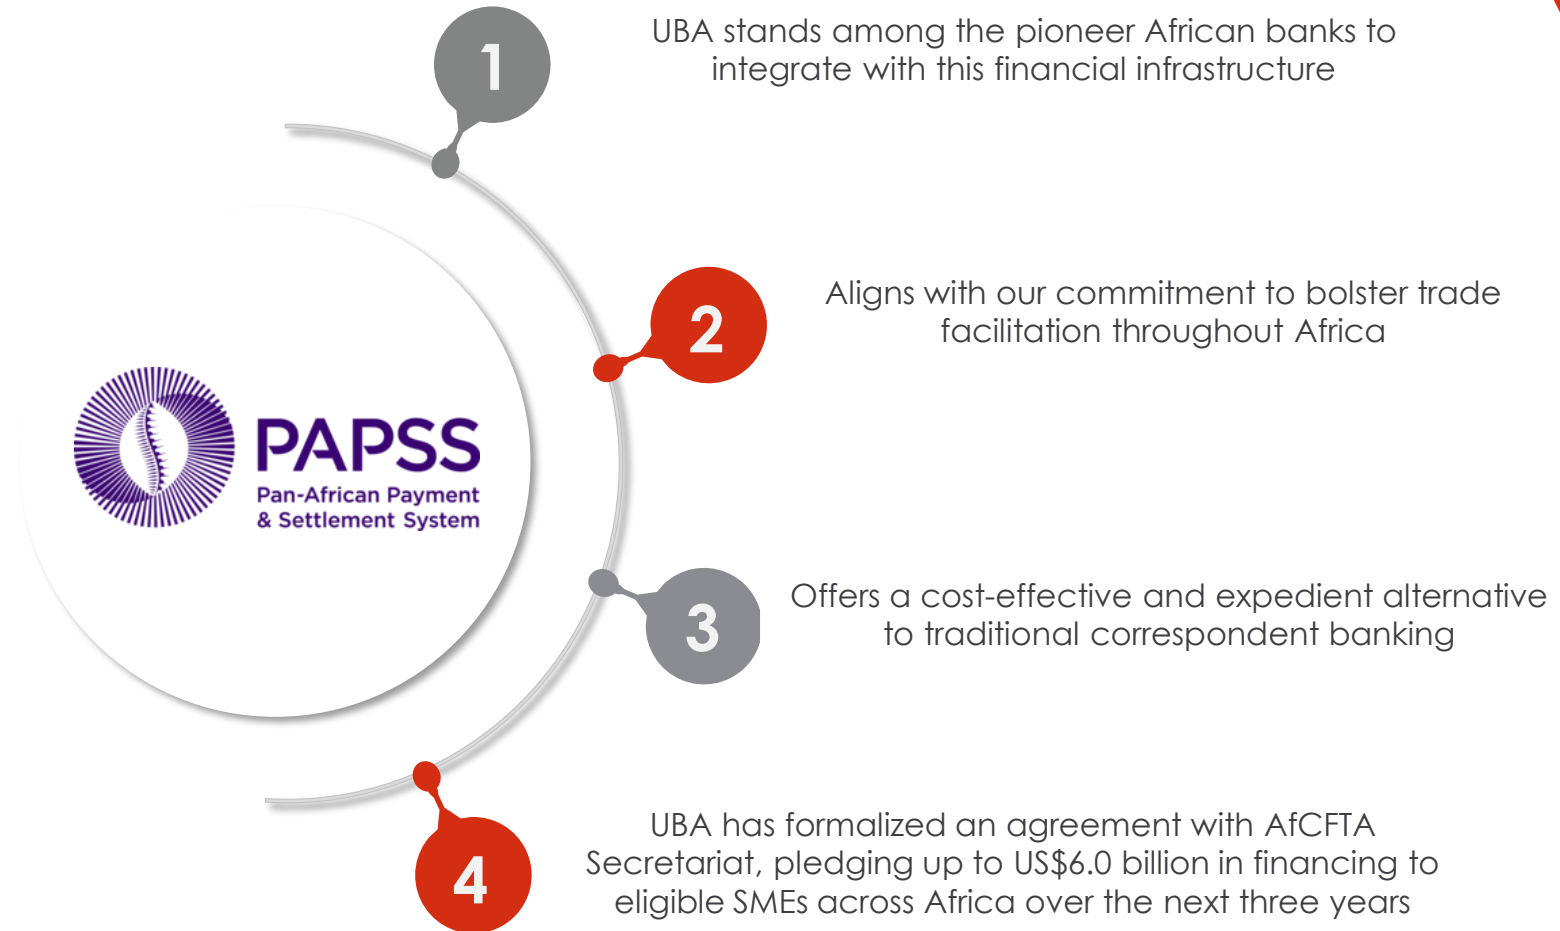 1
UBA stands among the pioneer African banks to
integrate with this financial infrastructure
2
Aligns with our commitment to bolster trade
facilitation throughout Africa
PAPSS
Pan-African Payment
& Settlement System
3
Offers a cost-effective and expedient alternative
to traditional correspondent banking
4
UBA has formalized an agreement with AfCFTA
Secretariat, pledging up to US$6.0 billion in financing to
eligible SMEs across Africa over the next three years